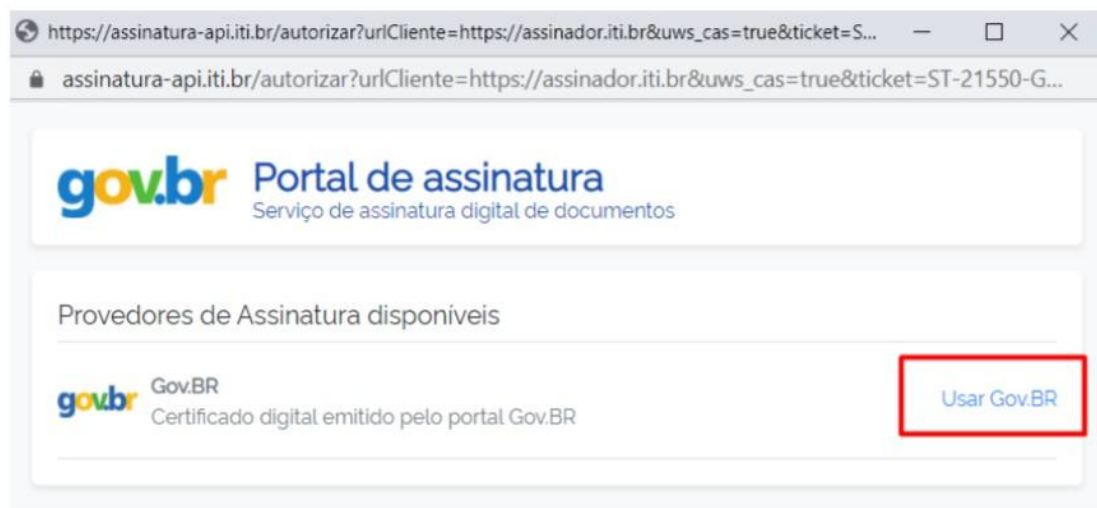 https://assinatura-api.iti.br/autorizar?urlCliente=https://assinador.iti.br&uws_cas=true&ticket=S...
assinatura-api.iti.br/autorizar?urlCliente=https://assinador.iti.br&uws_cas=true&ticket=ST-21550-G...
gov.br Portal de assinatura
Serviço de assinatura digital de documentos
Provedores de Assinatura disponíveis
gov.br Gov.BR
Certificado digital emitido pelo portal Gov.BR
Usar Gov.BR